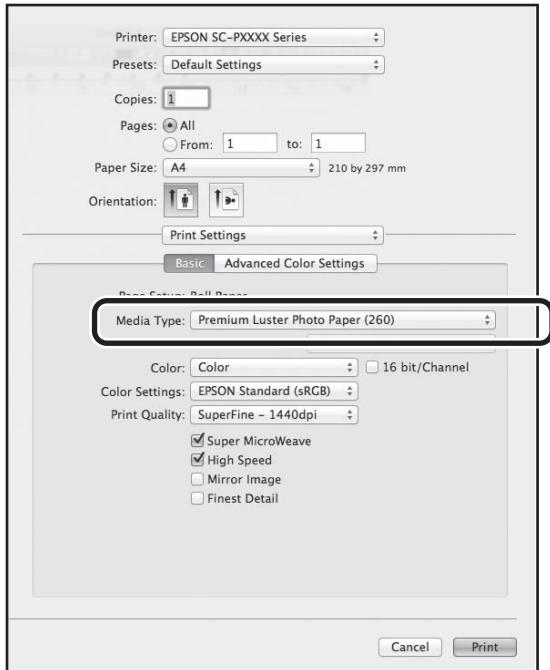 Printer: EPSON SC-PXXXX Series
Presets: Default Settings
Copies: 1
Pages: All
From: 1 to: 1
Paper Size: A4 210 by 297 mm
Orientation:
Print Settings
Basic Advanced Color Settings
Page Setup: Roll Paper
Media Type: Premium Luster Photo Paper (260)
Color: Color 16 bit/Channel
Color Settings: EPSON Standard (sRGB)
Print Quality: SuperFine - 1440dpi
Super MicroWeave
High Speed
Mirror Image
Finest Detail
Cancel Print